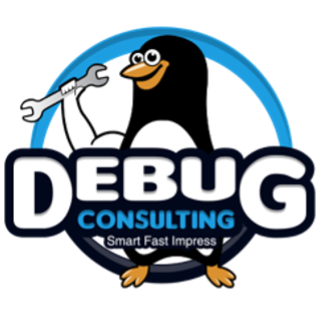 DEBUG
CONSULTING
Smart Fast Impress